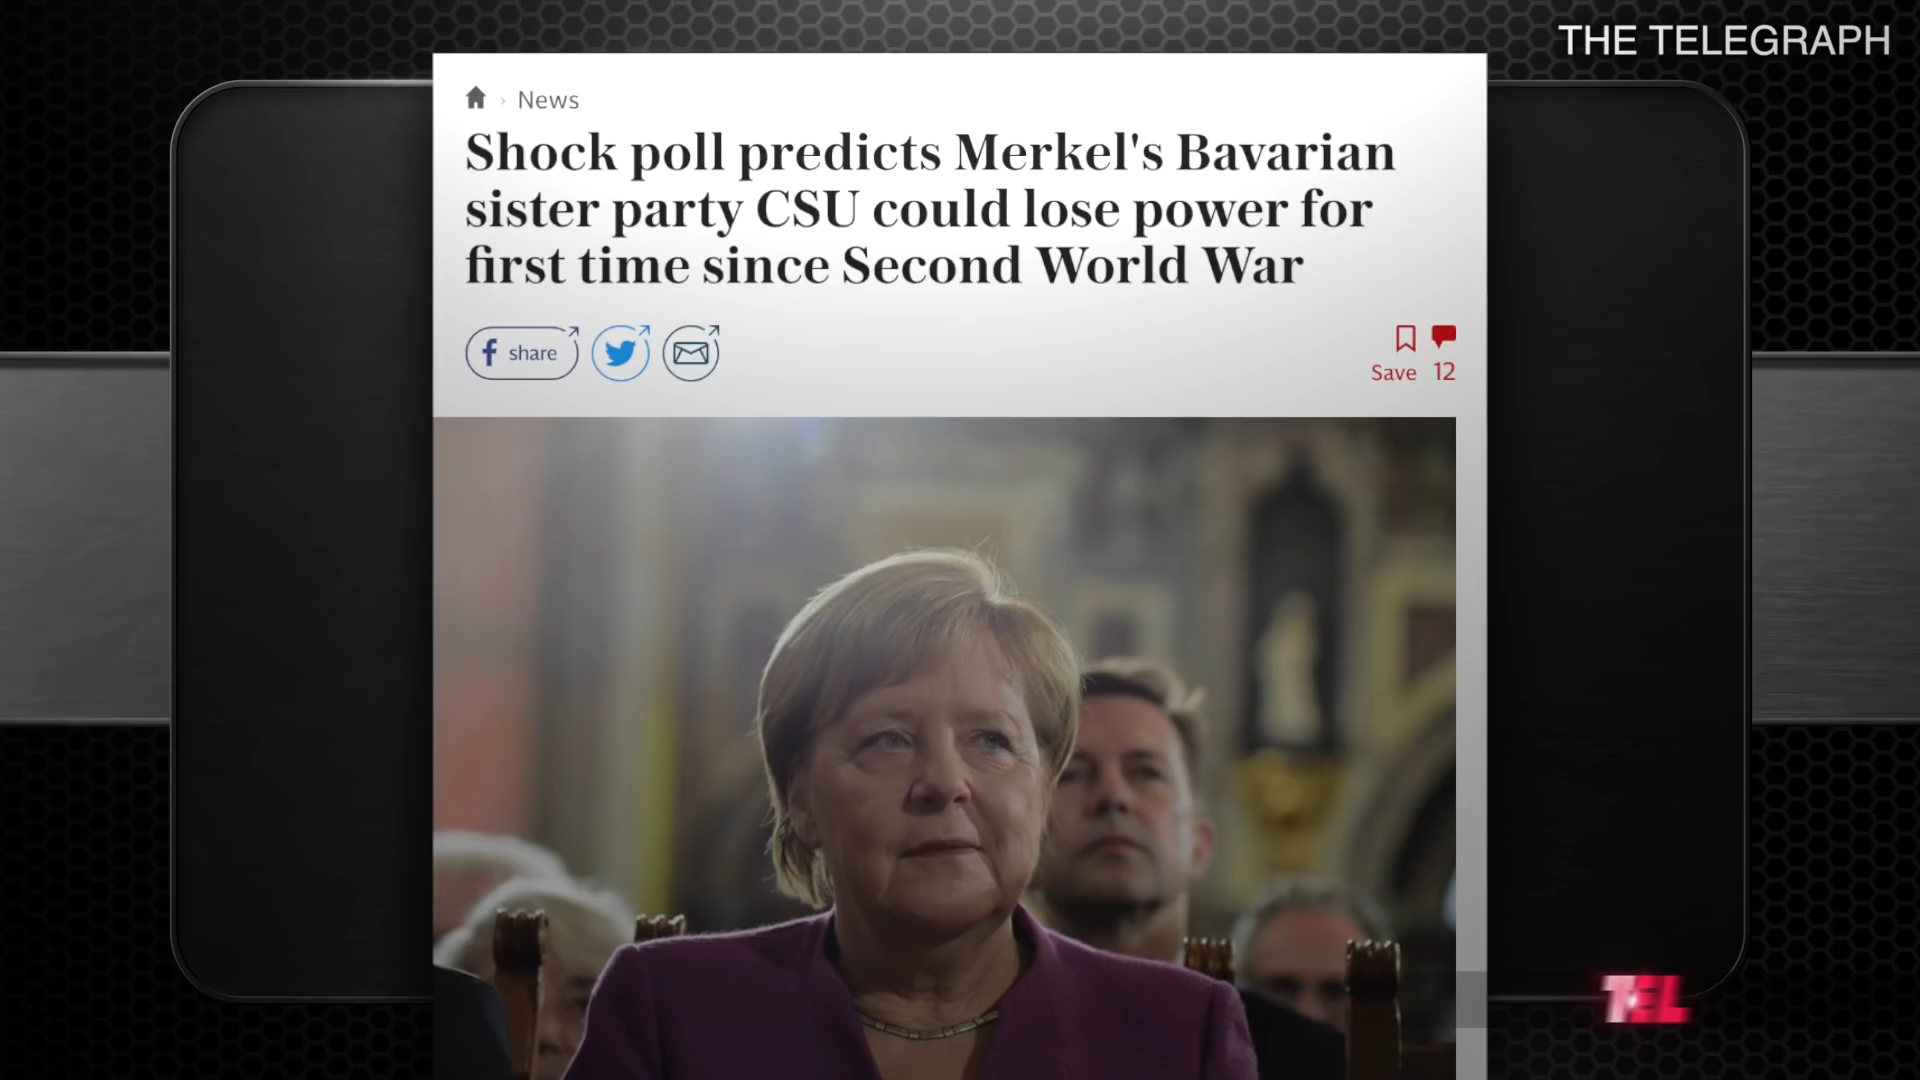 THE TELEGRAPH
News
Shock poll predicts Merkel's Bavarian
sister party CSU could lose power for
first time since Second World War
share
Save 12
TEL